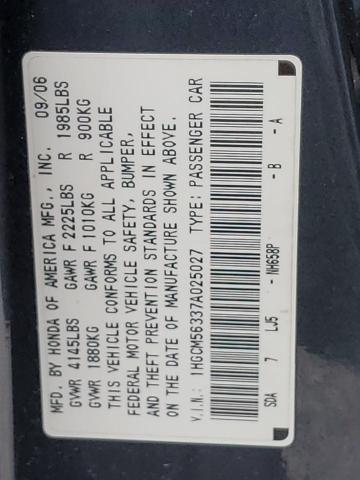 MFD. BY HONDA OF AMERICA MFG., INC. 09/06
GVWR 4145LBS GAWR F 2225LBS R 1985LBS
GVWR 1880KG GAWR F 1010KG R 900KG
THIS VEHICLE CONFORMS TO ALL APPLICABLE
FEDERAL MOTOR VEHICLE SAFETY, BUMPER,
AND THEFT PREVENTION STANDARDS IN EFFECT
ON THE DATE OF MANUFACTURE SHOWN ABOVE.
V.I.N.: 1HGCM56337A025027 TYPE: PASSENGER CAR
SDA 7 LJ5 - NH658P - B - A